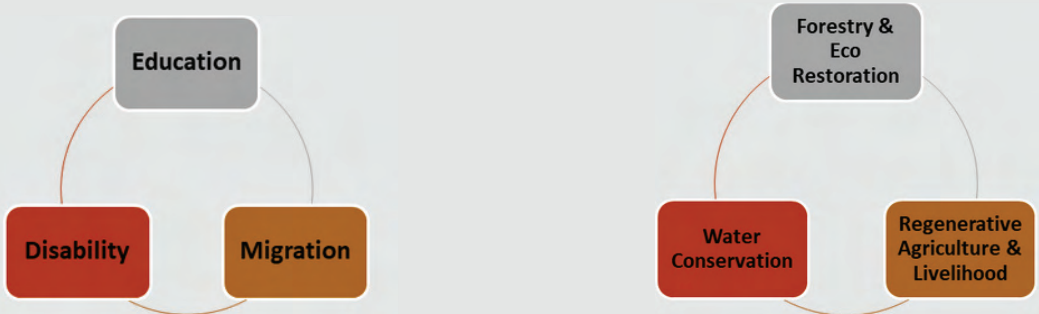 Education
Disability
Migration
Forestry &
Eco
Restoration
Water
Conservation
Regenerative
Agriculture &
Livelihood